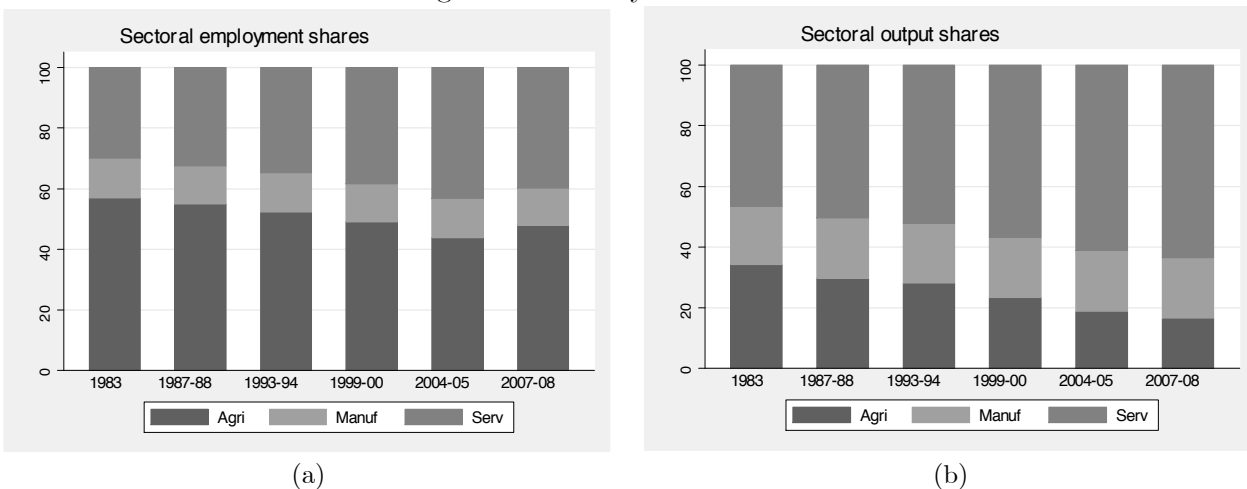 Sectoral employment shares
100
80
60
40
20
0
1983 1987-88 1993-94 1999-00 2004-05 2007-08
Agri Manuf Serv
(a)
Sectoral output shares
100
80
60
40
20
0
1983 1987-88 1993-94 1999-00 2004-05 2007-08
Agri Manuf Serv
(b)